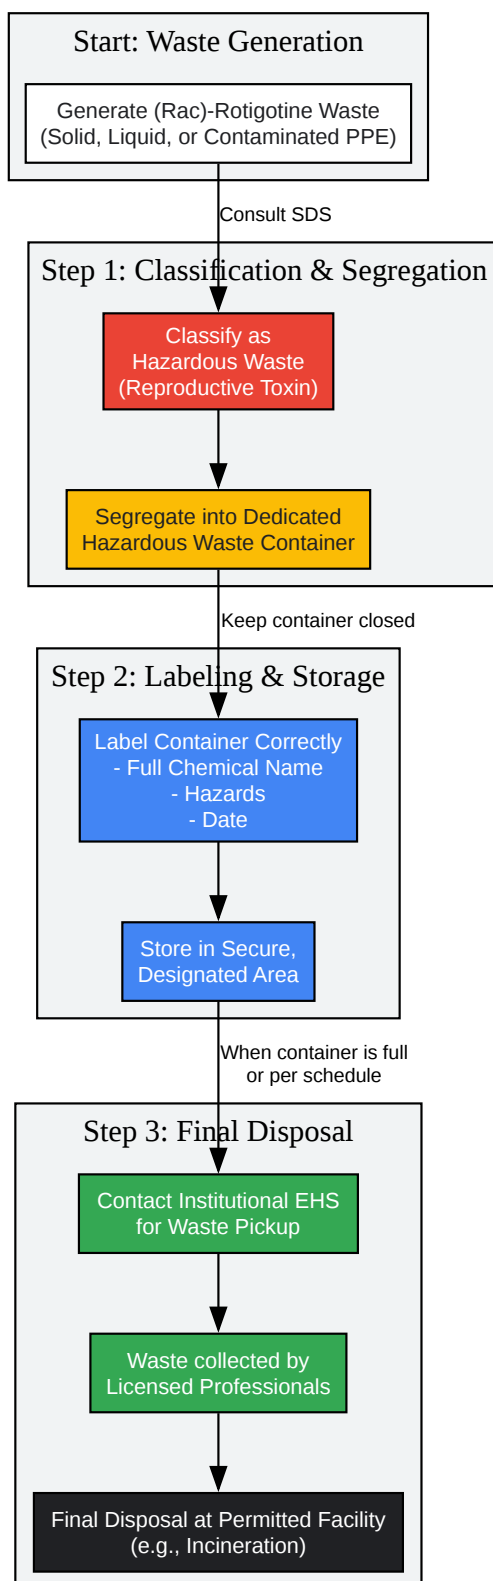 Start: Waste Generation
Generate (Rac)-Rotigotine Waste
(Solid, Liquid, or Contaminated PPE)
Consult SDS
Step 1: Classification & Segregation
Classify as
Hazardous Waste
(Reproductive Toxin)
Segregate into Dedicated
Hazardous Waste Container
Keep container closed
Step 2: Labeling & Storage
Label Container Correctly
- Full Chemical Name
- Hazards
- Date
Store in Secure,
Designated Area
When container is full
or per schedule
Step 3: Final Disposal
Contact Institutional EHS
for Waste Pickup
Waste collected by
Licensed Professionals
Final Disposal at Permitted Facility
(e.g., Incineration)